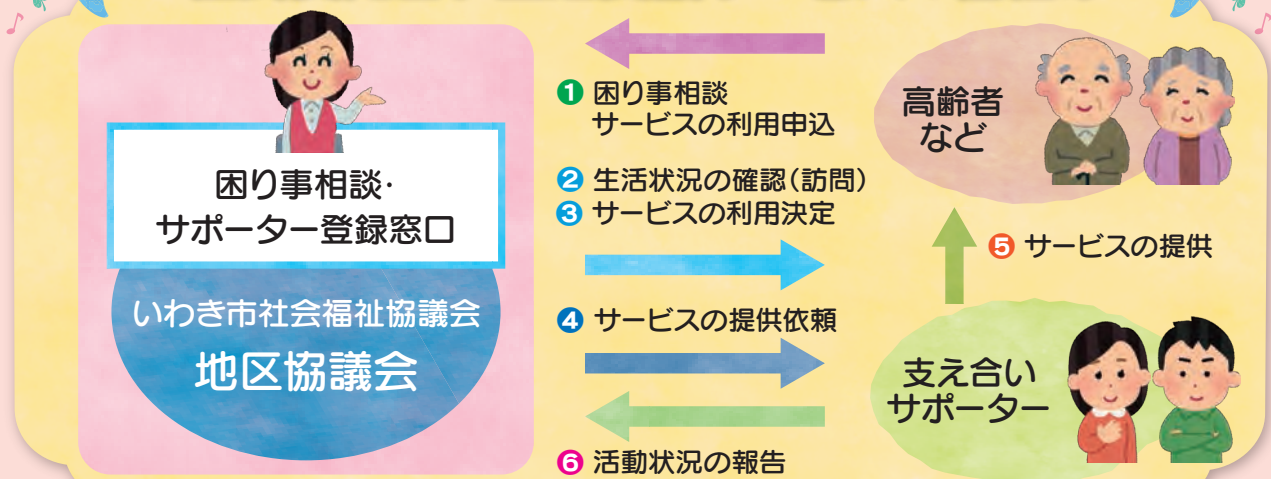 困り事相談・
サポーター登録窓口
いわき市社会福祉協議会
地区協議会
❶ 困り事相談
サービスの利用申込
❷ 生活状況の確認（訪問）
❸ サービスの利用決定
❹ サービスの提供依頼
❻ 活動状況の報告
高齢者
など
❺ サービスの提供
支え合い
サポーター